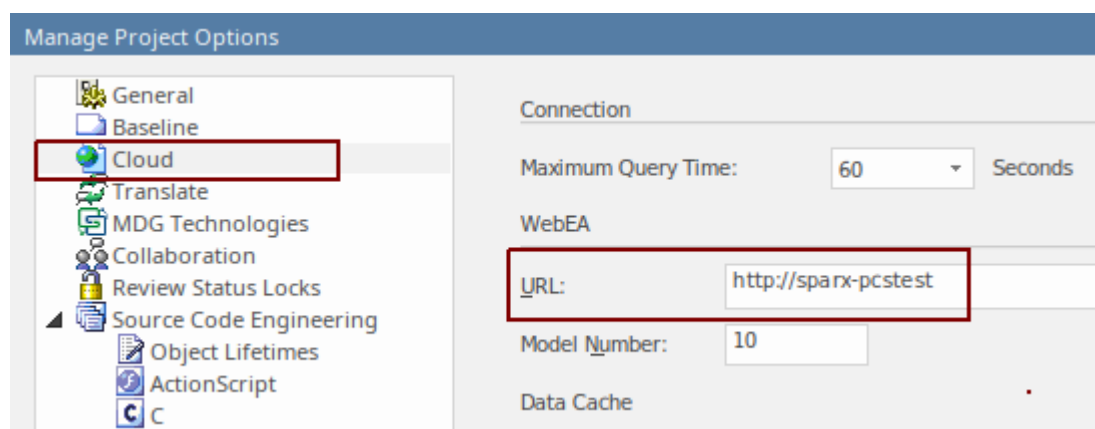 Manage Project Options
General
Baseline
Cloud
Translate
MDG Technologies
Collaboration
Review Status Locks
Source Code Engineering
Object Lifetimes
ActionScript
C
Connection
Maximum Query Time: 60 Seconds
WebEA
URL: http://sparx-pcstest
Model Number: 10
Data Cache